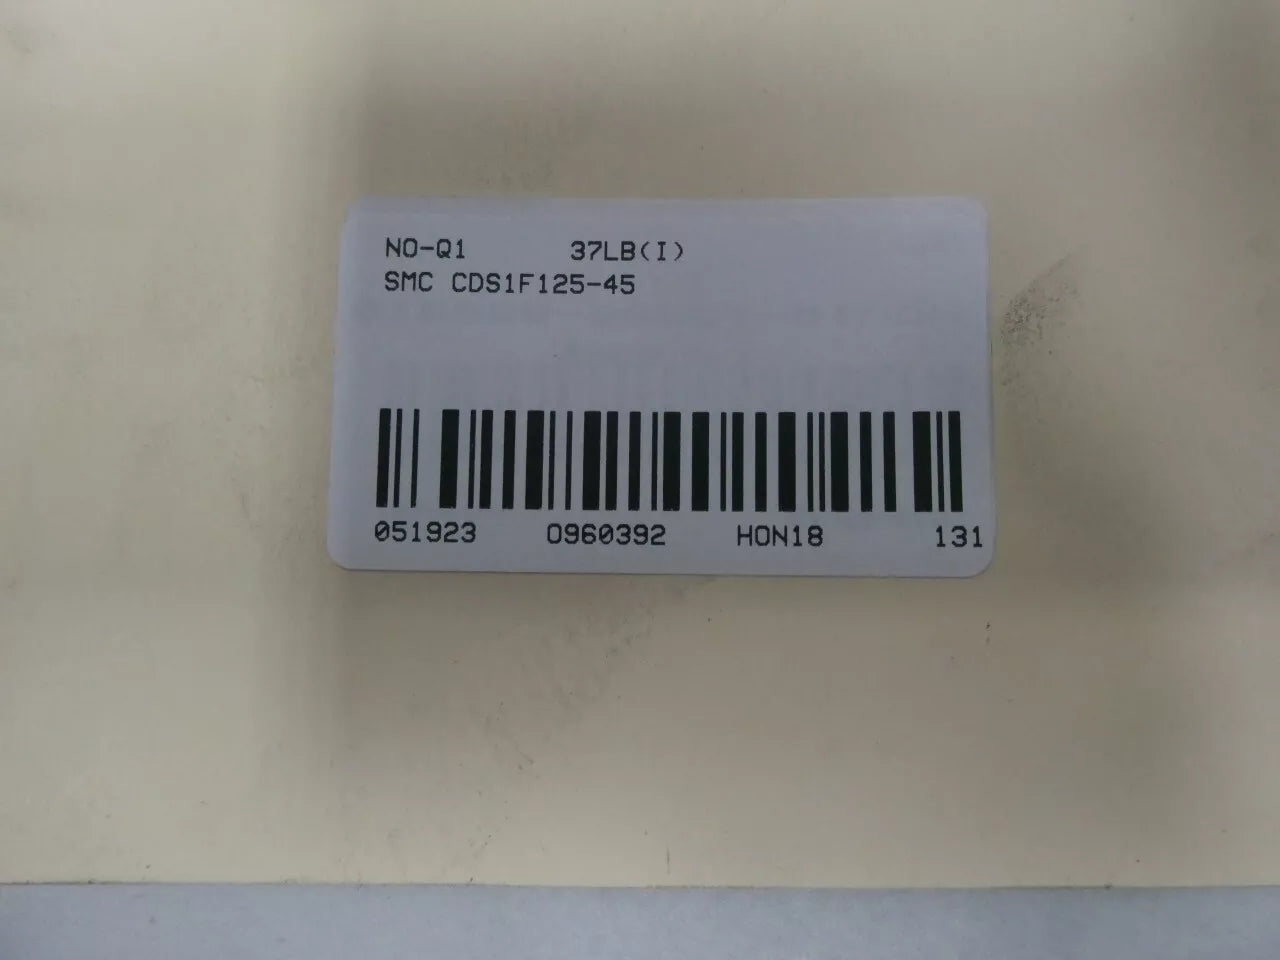 NO-Q1 37LB(I)
SMC CDS1F125-45
051923 0960392 HON18 131